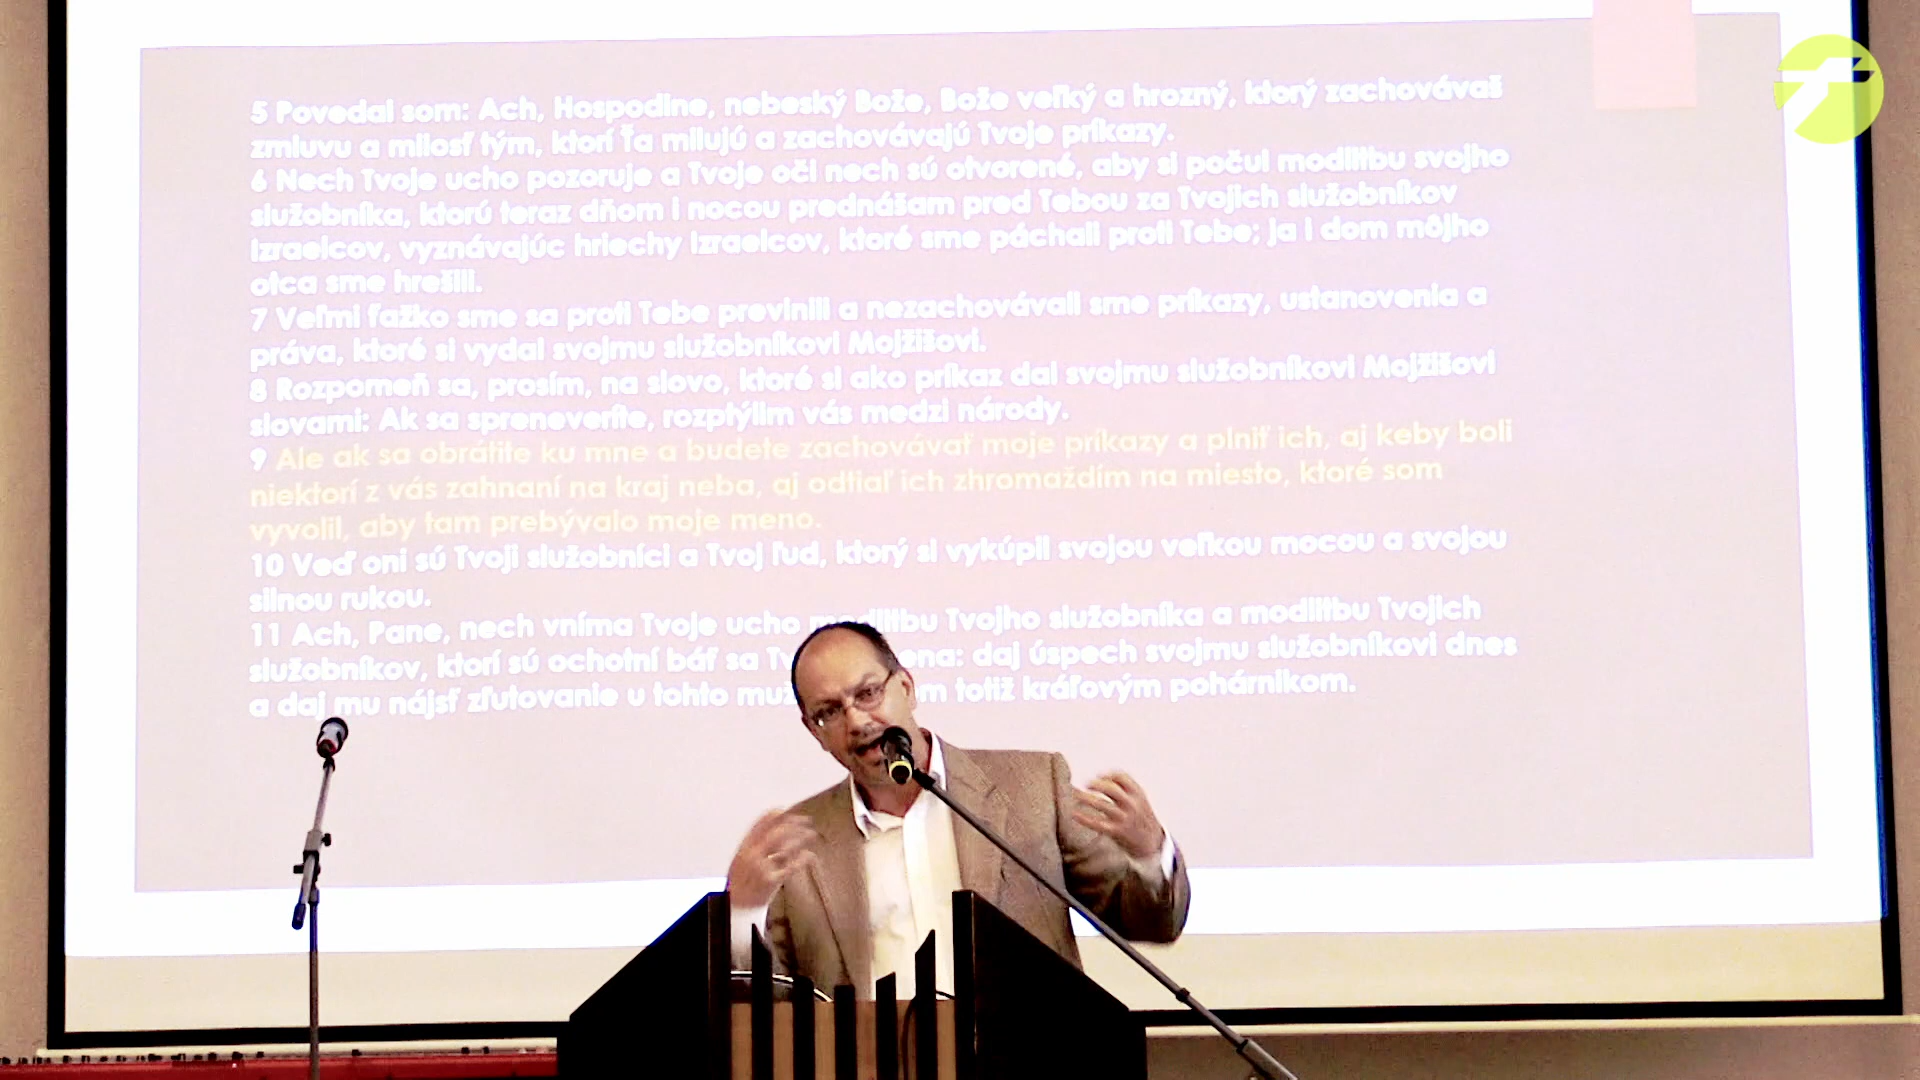 5 Povedal som: Ach, Hospodine, nebeský Bože, Bože veľký a hrozný, ktorý zachovávaš
zmluvu a milosť tým, ktorí Ťa milujú a zachovávajú Tvoje príkazy.
6 Nech Tvoje ucho pozoruje a Tvoje oči nech sú otvorené, aby si počul modlitbu svojho
služobníka, ktorú teraz dňom i nocou prednášam pred Tebou za Tvojich služobníkov
Izraelcov, vyznávajúc hriechy Izraelcov, ktoré sme páchali proti Tebe; ja i dom môjho
otca sme hrešili.
7 Veľmi ťažko sme sa proti Tebe previnili a nezachovávali sme príkazy, ustanovenia a
práva, ktoré si vydal svojmu služobníkovi Mojžišovi.
8 Rozpomeň sa, prosím, na slovo, ktoré si ako príkaz dal svojmu služobníkovi Mojžišovi
slovami: Ak sa spreneveríte, rozptýlim vás medzi národy.
9 Ale ak sa obrátite ku mne a budete zachovávať moje príkazy a plniť ich, aj keby boli
niektorí z vás zahnaní na kraj neba, aj odtiaľ ich zhromaždím na miesto, ktoré som
vyvolil, aby tam prebývalo moje meno.
10 Veď oni sú Tvoji služobníci a Tvoj ľud, ktorý si vykúpil svojou veľkou mocou a svojou
silnou rukou.
11 Ach, Pane, nech vníma Tvoje ucho modlitbu Tvojho služobníka a modlitbu Tvojich
služobníkov, ktorí sú ochotní báť sa daj úspech svojmu služobníkovi dnes
a daj mu nájsť zľutovanie u tohto totiž kráľovým pohárnikom.